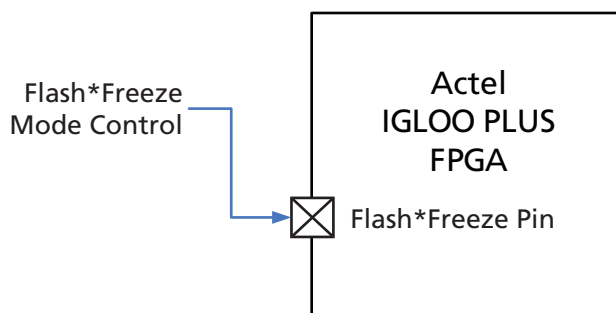 Flash*Freeze
Mode Control
Actel
IGLOO PLUS
FPGA
Flash*Freeze Pin